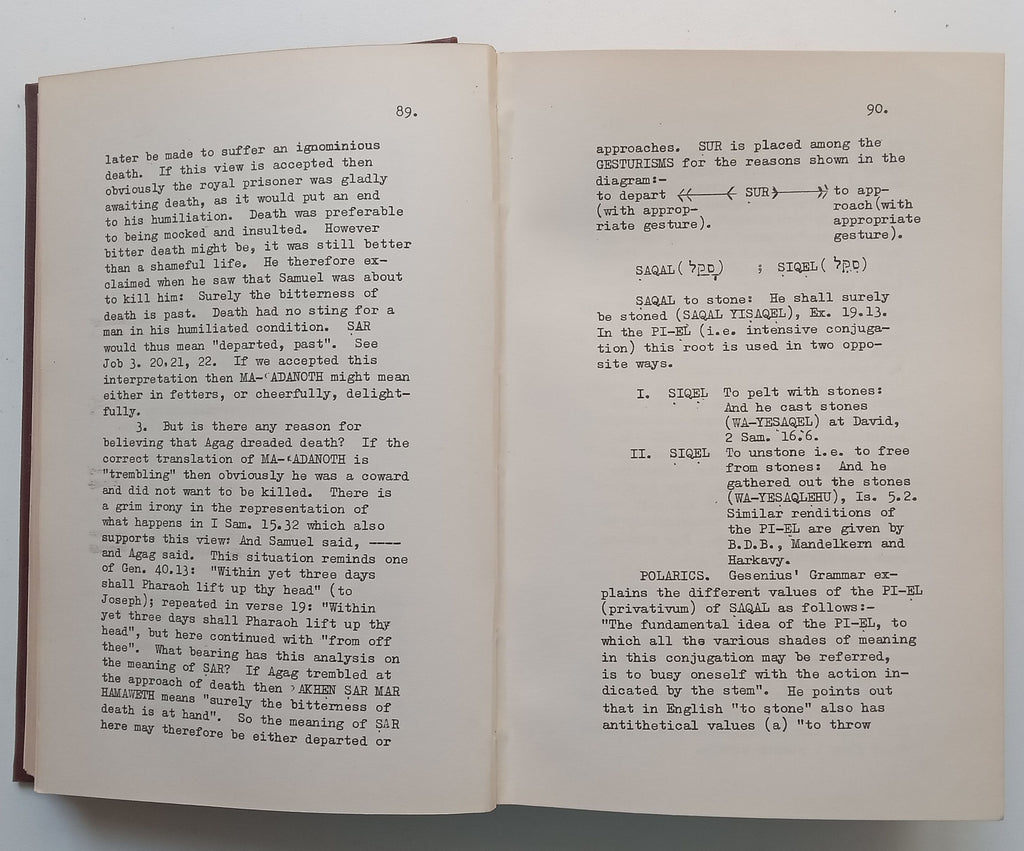 89.
later be made to suffer an ignominious
death. If this view is accepted then
obviously the royal prisoner was gladly
awaiting death, as it would put an end
to his humiliation. Death was preferable
to being mocked and insulted. However
bitter death might be, it was still better
than a shameful life. He therefore ex-
claimed when he saw that Samuel was about
to kill him: Surely the bitterness of
death is past. Death had no sting for a
man in his humiliated condition. SAR
would thus mean "departed, past". See
Job 3. 20,21, 22. If we accepted this
interpretation then MA-ʿADANOTH might mean
either in fetters, or cheerfully, delight-
fully.
3. But is there any reason for
believing that Agag dreaded death? If the
correct translation of MA-ʿADANOTH is
"trembling" then obviously he was a coward
and did not want to be killed. There is
a grim irony in the representation of
what happens in I Sam. 15.32 which also
supports this view: And Samuel said, ----
and Agag said. This situation reminds one
of Gen. 40.13: "Within yet three days
shall Pharaoh lift up thy head" (to
Joseph); repeated in verse 19: "Within
yet three days shall Pharaoh lift up thy
head", but here continued with "from off
thee". What bearing has this analysis on
the meaning of SAR? If Agag trembled at
the approach of death then ʾAKHEN SAR MAR
HAMAWETH means "surely the bitterness of
death is at hand". So the meaning of SAR
here may therefore be either departed or
90.
approaches. SUR is placed among the
GESTURISMS for the reasons shown in the
diagram:-
to depart SUR to app-
(with approp- roach(with
riate gesture). appropriate
gesture).
SAQAL(סָקַל) ; SIQEL(סִקֵּל)
SAQAL to stone: He shall surely
be stoned (SAQAL YISAQEL), Ex. 19.13.
In the PI-EL (i.e. intensive conjuga-
tion) this root is used in two oppo-
site ways.
I. SIQEL To pelt with stones:
And he cast stones
(WA-YESAQEL) at David,
2 Sam. 16.6.
II. SIQEL To unstone i.e. to free
from stones: And he
gathered out the stones
(WA-YESAQLEHU), Is. 5.2.
Similar renditions of
the PI-EL are given by
B.D.B., Mandelkern and
Harkavy.
POLARICS. Gesenius' Grammar ex-
plains the different values of the PI-EL
(privativum) of SAQAL as follows:-
"The fundamental idea of the PI-EL, to
which all the various shades of meaning
in this conjugation may be referred,
is to busy oneself with the action in-
dicated by the stem". He points out
that in English "to stone" also has
antithetical values (a) "to throw